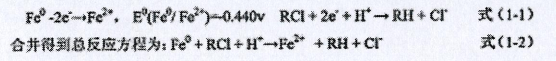 Fe⁰ -2e⁻→Fe²⁺, E⁰(Fe⁰/Fe²⁺)=-0.440v RCl + 2e⁻ + H⁺ → RH + Cl⁻ 式(1-1)
合并得到总反应方程为: Fe⁰ + RCl + H⁺→Fe²⁺ + RH + Cl⁻ 式(1-2)